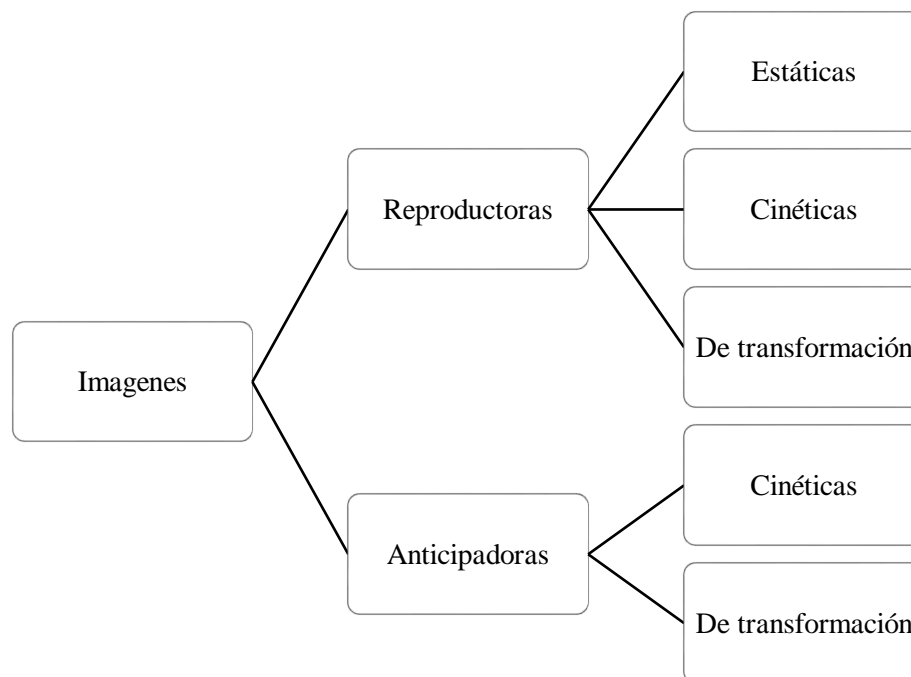 Imagenes
Reproductoras
Estáticas
Cinéticas
De transformación
Anticipadoras
Cinéticas
De transformación